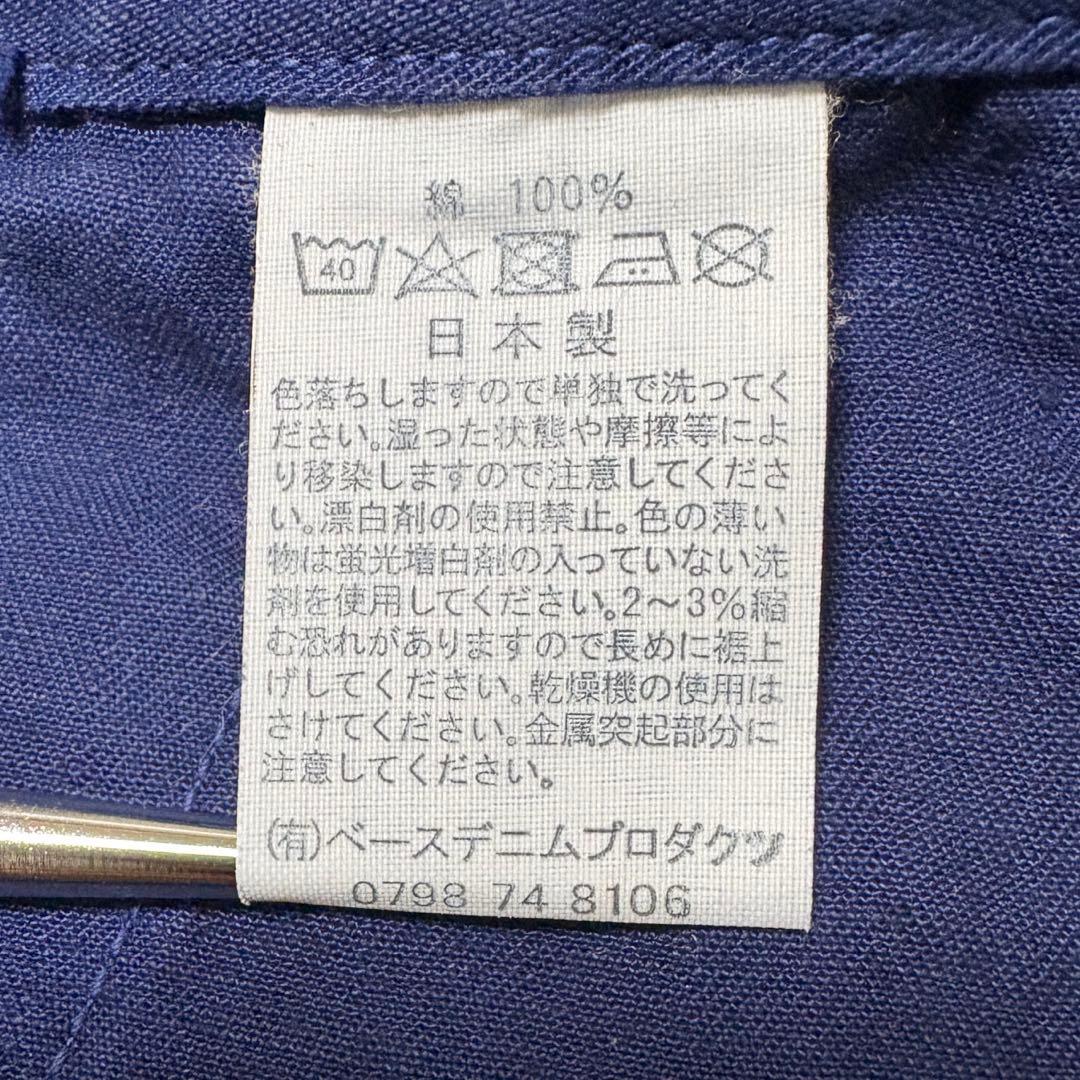 綿 100%
40
日本製
色落ちしますので単独で洗ってく
ださい。湿った状態や摩擦等によ
り移染しますので注意してくださ
い。漂白剤の使用禁止。色の薄い
物は蛍光増白剤の入っていない洗
剤を使用してください。2～3%縮
む恐れがありますので長めに裾上
げしてください。乾燥機の使用は
さけてください。金属突起部分に
注意してください。
(有)ベースデニムプロダクツ
0798 74 8106